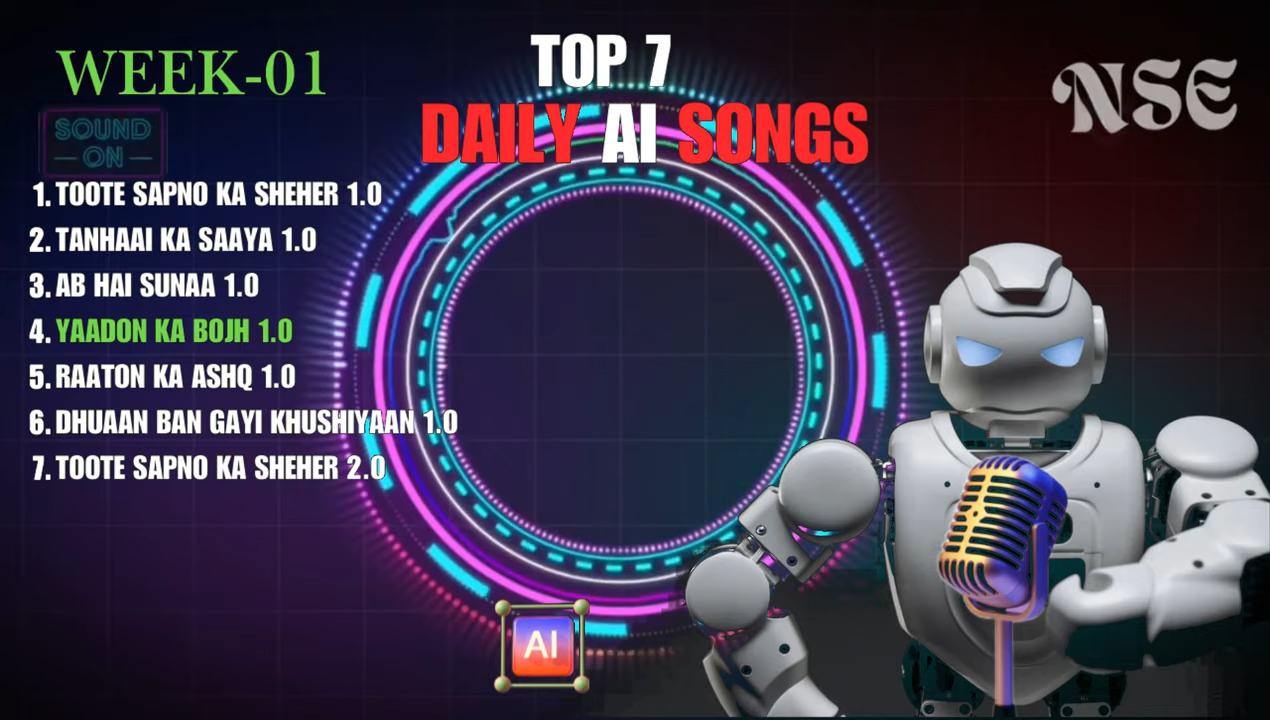 WEEK-01
TOP 7
DAILY AI SONGS
NSE
SOUND
ON
1. TOOTE SAPNO KA SHEHER 1.0
2. TANHAAI KA SAAYA 1.0
3. AB HAI SUNAA 1.0
4. YAADON KA BOJH 1.0
5. RAATON KA ASHQ 1.0
6. DHUAAN BAN GAYI KHUSHIYAAN 1.0
7. TOOTE SAPNO KA SHEHER 2.0
AI